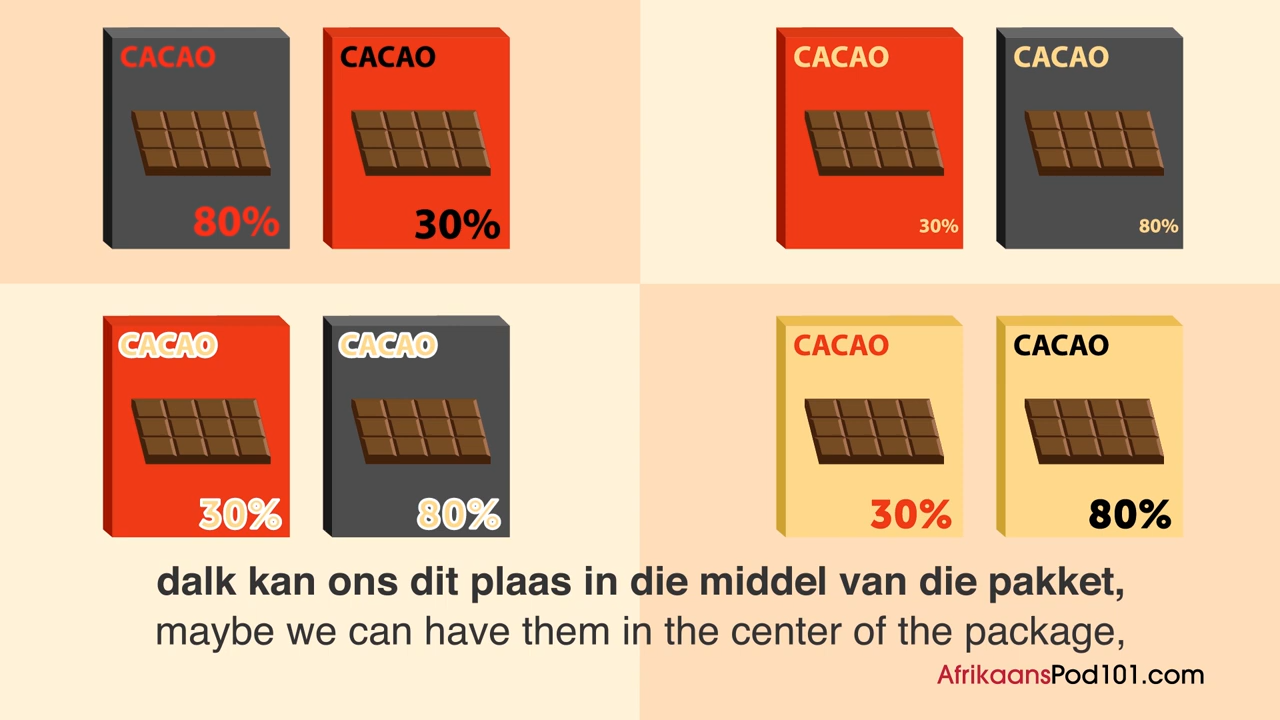 CACAO
80%
CACAO
30%
CACAO
30%
CACAO
80%
CACAO
30%
CACAO
80%
CACAO
30%
CACAO
80%
dalk kan ons dit plaas in die middel van die pakket,
maybe we can have them in the center of the package,
AfrikaansPod101.com